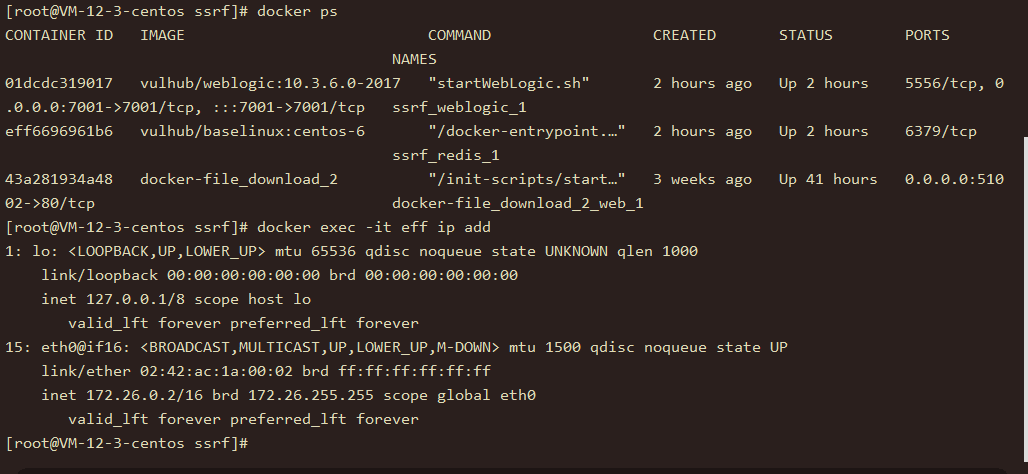 [root@VM-12-3-centos ssrf]# docker ps
CONTAINER ID   IMAGE                           COMMAND                  CREATED       STATUS        PORTS
                                           NAMES
01dcdc319017   vulhub/weblogic:10.3.6.0-2017   "startWebLogic.sh"       2 hours ago   Up 2 hours    5556/tcp, 0
.0.0.0:7001->7001/tcp, :::7001->7001/tcp   ssrf_weblogic_1
eff6696961b6   vulhub/baselinux:centos-6       "/docker-entrypoint.…"   2 hours ago   Up 2 hours    6379/tcp
                                           ssrf_redis_1
43a281934a48   docker-file_download_2          "/init-scripts/start…"   3 weeks ago   Up 41 hours   0.0.0.0:510
02->80/tcp                                 docker-file_download_2_web_1
[root@VM-12-3-centos ssrf]# docker exec -it eff ip add
1: lo: <LOOPBACK,UP,LOWER_UP> mtu 65536 qdisc noqueue state UNKNOWN qlen 1000
    link/loopback 00:00:00:00:00:00 brd 00:00:00:00:00:00
    inet 127.0.0.1/8 scope host lo
       valid_lft forever preferred_lft forever
15: eth0@if16: <BROADCAST,MULTICAST,UP,LOWER_UP,M-DOWN> mtu 1500 qdisc noqueue state UP
    link/ether 02:42:ac:1a:00:02 brd ff:ff:ff:ff:ff:ff
    inet 172.26.0.2/16 brd 172.26.255.255 scope global eth0
       valid_lft forever preferred_lft forever
[root@VM-12-3-centos ssrf]#